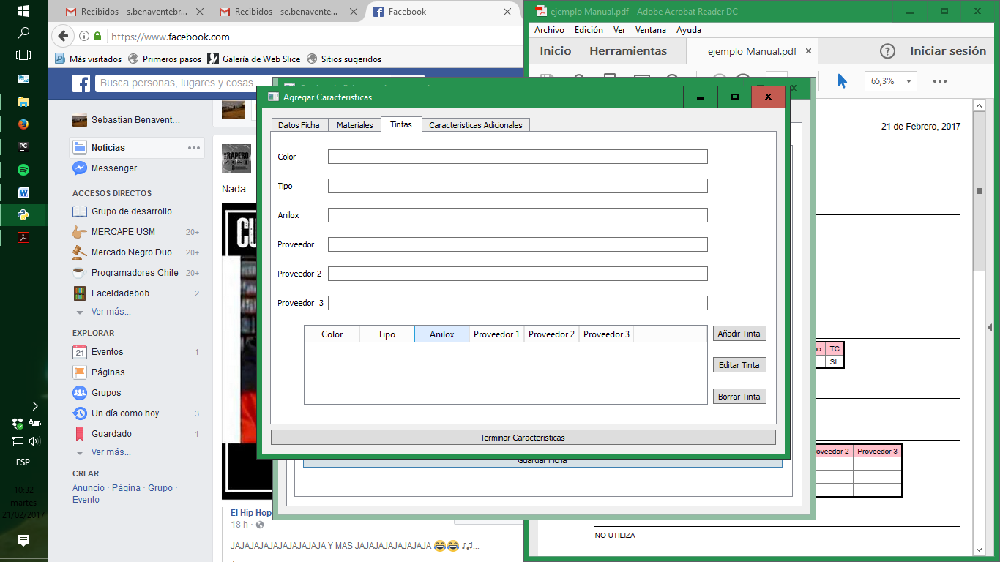 Recibidos - s.benaventebr...
Recibidos - se.benavente...
Facebook
https://www.facebook.com
Más visitados
Primeros pasos
Galería de Web Slice
Sitios sugeridos
Busca personas, lugares y cosas
Sebastian Benavent...
Noticias
Messenger
ACCESOS DIRECTOS
Grupo de desarrollo
MERCAPE USM 20+
Mercado Negro Duo... 20+
Programadores Chile 20+
Laceldadebob 2
Ver más...
EXPLORAR
Eventos 1
Páginas
Grupos
Un día como hoy 3
Guardado 1
Ver más...
CREAR
Anuncio · Página · Grupo ·
Evento
RAPERO
Nada.
El Hip Hop
18 h ·
JAJAJAJAJAJAJAJAJA Y MAS JAJAJAJAJAJAJA 😂😂 ♪♫...
ejemplo Manual.pdf - Adobe Acrobat Reader DC
Archivo Edición Ver Ventana Ayuda
Inicio Herramientas ejemplo Manual.pdf × Iniciar sesión
65,3%
21 de Febrero, 2017
TC
SI
Proveedor 3
NO UTILIZA
Agregar Caracteristicas
Datos Ficha Materiales Tintas Caracteristicas Adicionales
Color
Tipo
Anilox
Proveedor
Proveedor 2
Proveedor 3
Color Tipo Anilox Proveedor 1 Proveedor 2 Proveedor 3
Añadir Tinta
Editar Tinta
Borrar Tinta
Terminar Caracteristicas
Guardar Ficha
ESP
10:32
martes
21/02/2017